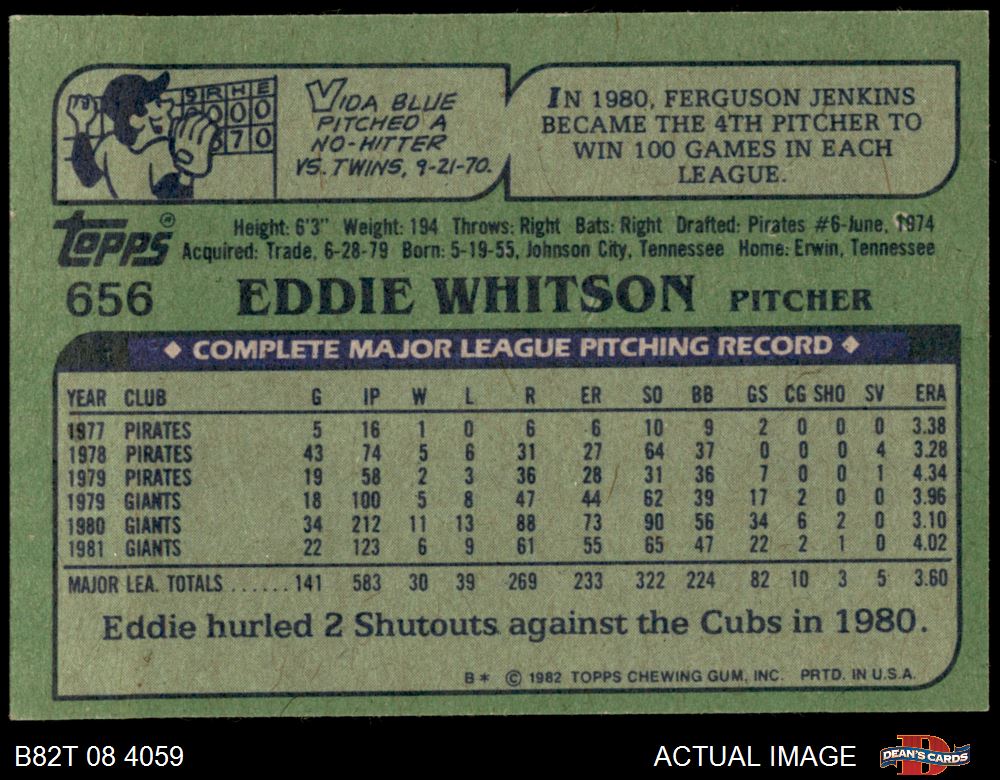 9 R H E
0 0 0
6 7 0
VIDA BLUE
PITCHED A
NO-HITTER
VS. TWINS, 9-21-70.
IN 1980, FERGUSON JENKINS
BECAME THE 4TH PITCHER TO
WIN 100 GAMES IN EACH
LEAGUE.
topps®
Height: 6'3" Weight: 194 Throws: Right Bats: Right Drafted: Pirates #6-June, 1974
Acquired: Trade, 6-28-79 Born: 5-19-55, Johnson City, Tennessee Home: Erwin, Tennessee
656 EDDIE WHITSON PITCHER
◆ COMPLETE MAJOR LEAGUE PITCHING RECORD ◆
YEAR CLUB G IP W L R ER SO BB GS CG SHO SV ERA
1977 PIRATES 5 16 1 0 6 6 10 9 2 0 0 0 3.38
1978 PIRATES 43 74 5 6 31 27 64 37 0 0 0 4 3.28
1979 PIRATES 19 58 2 3 36 28 31 36 7 0 0 1 4.34
1979 GIANTS 18 100 5 8 47 44 62 39 17 2 0 0 3.96
1980 GIANTS 34 212 11 13 88 73 90 56 34 6 2 0 3.10
1981 GIANTS 22 123 6 9 61 55 65 47 22 2 1 0 4.02
MAJOR LEA. TOTALS ...... 141 583 30 39 269 233 322 224 82 10 3 5 3.60
Eddie hurled 2 Shutouts against the Cubs in 1980.
B* © 1982 TOPPS CHEWING GUM, INC. PRTD. IN U.S.A.
B82T 08 4059
ACTUAL IMAGE
DEAN'S CARDS